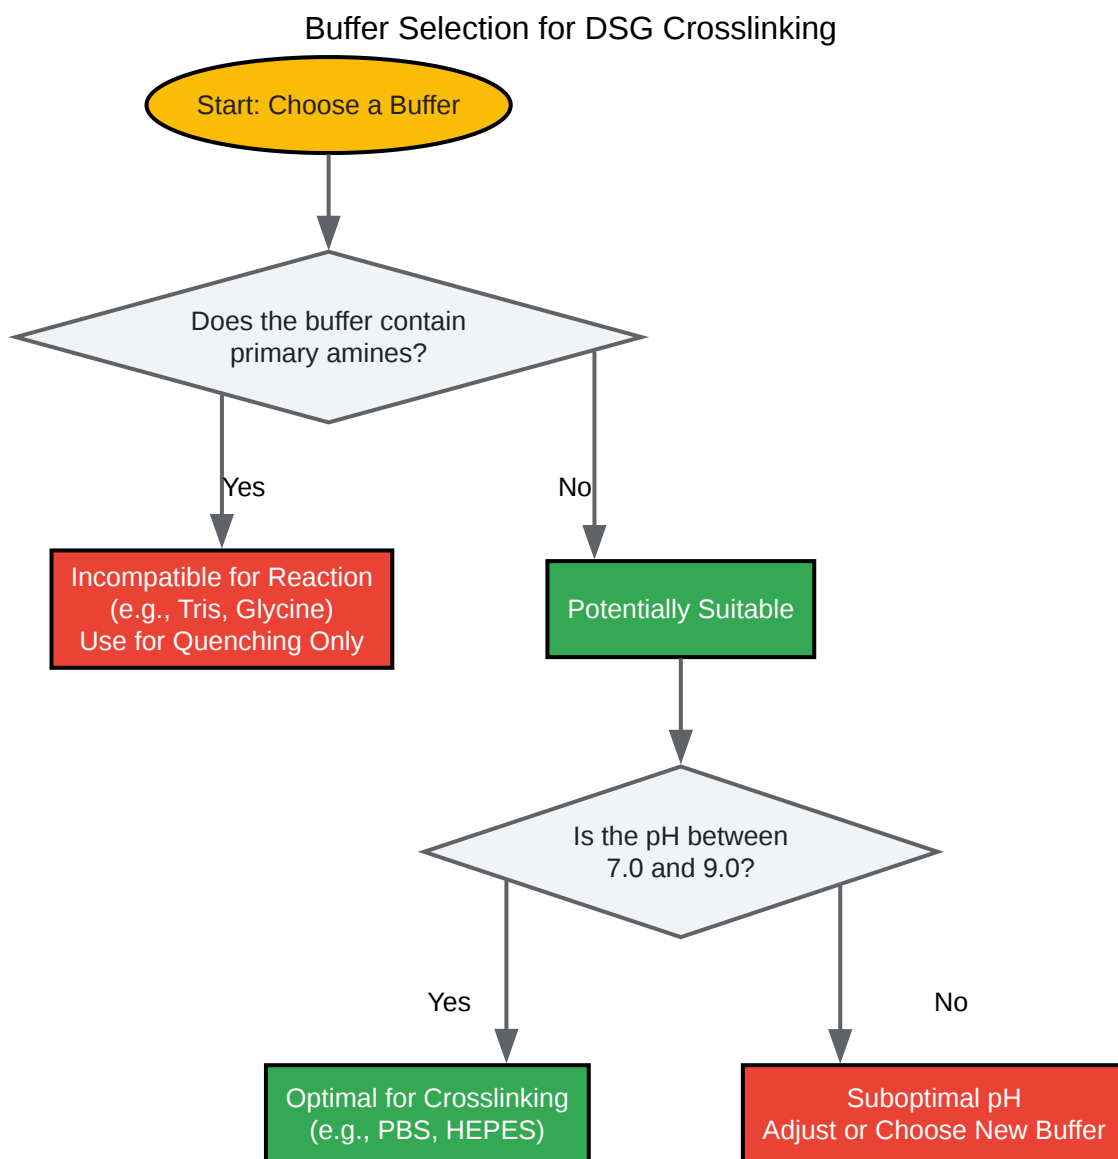 Buffer Selection for DSG Crosslinking
Start: Choose a Buffer
Does the buffer contain
primary amines?
Yes
No
Incompatible for Reaction
(e.g., Tris, Glycine)
Use for Quenching Only
Potentially Suitable
Is the pH between
7.0 and 9.0?
Yes
No
Optimal for Crosslinking
(e.g., PBS, HEPES)
Suboptimal pH
Adjust or Choose New Buffer